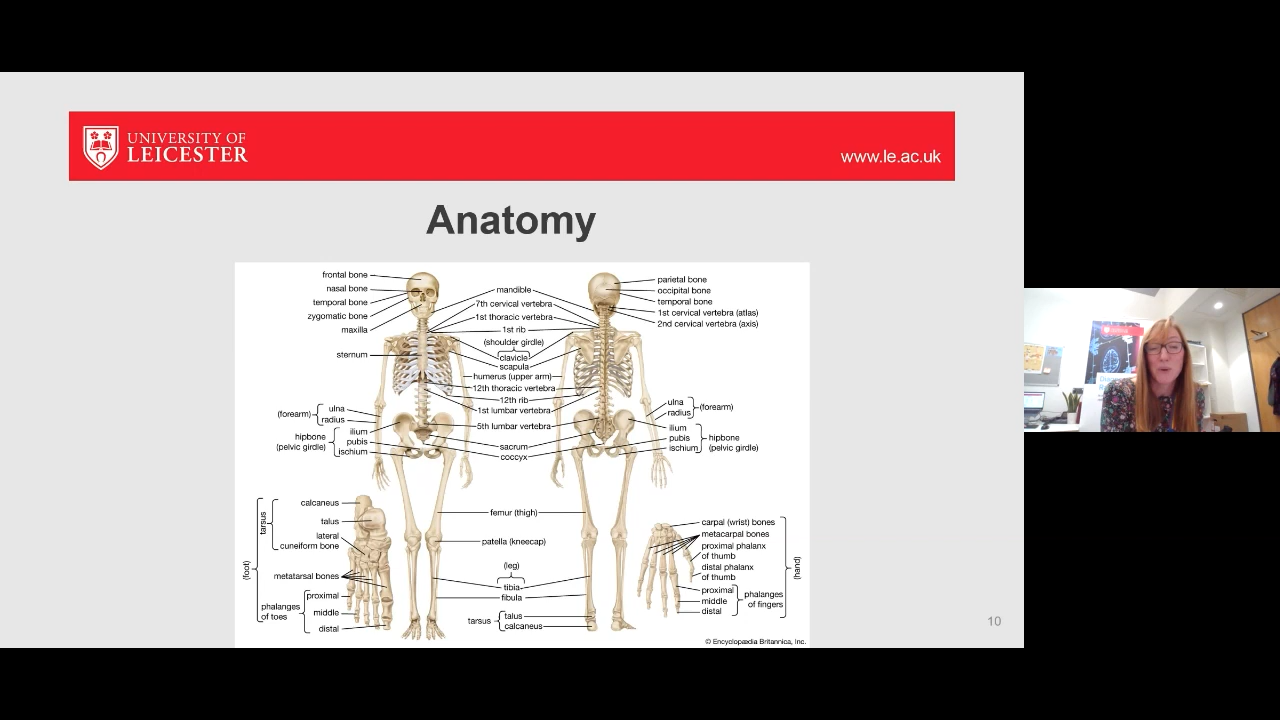 UNIVERSITY OF
LEICESTER
www.le.ac.uk
Anatomy
frontal bone
nasal bone
temporal bone
zygomatic bone
maxilla
sternum
ulna
(forearm)
radius
ilium
hipbone
pubis
(pelvic girdle)
ischium
mandible
7th cervical vertebra
1st thoracic vertebra
1st rib
(shoulder girdle)
clavicle
scapula
humerus (upper arm)
12th thoracic vertebra
12th rib
1st lumbar vertebra
5th lumbar vertebra
sacrum
coccyx
parietal bone
occipital bone
temporal bone
1st cervical vertebra (atlas)
2nd cervical vertebra (axis)
ulna
(forearm)
radius
ilium
pubis
hipbone
ischium
(pelvic girdle)
(foot)
tarsus
calcaneus
talus
lateral
cuneiform bone
metatarsal bones
phalanges
of toes
proximal
middle
distal
femur (thigh)
patella (kneecap)
(leg)
tibia
fibula
tarsus
talus
calcaneus
carpal (wrist) bones
metacarpal bones
proximal phalanx
of thumb
distal phalanx
of thumb
proximal
middle
distal
phalanges
of fingers
(hand)
© Encyclopædia Britannica, Inc.
10